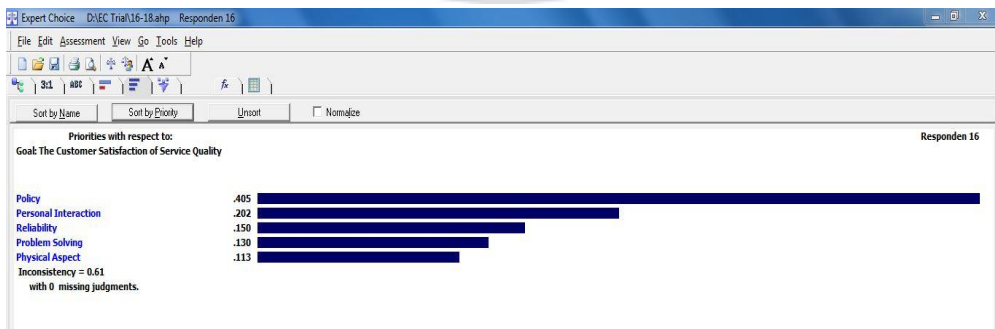 Expert Choice D:\EC Trial\16-18.ahp Responden 16
File Edit Assessment View Go Tools Help
A A
3:1 ABC fx
Sort by Name Sort by Priority Unsort Normalize
Priorities with respect to: Responden 16
Goal: The Customer Satisfaction of Service Quality
Policy .405
Personal Interaction .202
Reliability .150
Problem Solving .130
Physical Aspect .113
Inconsistency = 0.61
with 0 missing judgments.